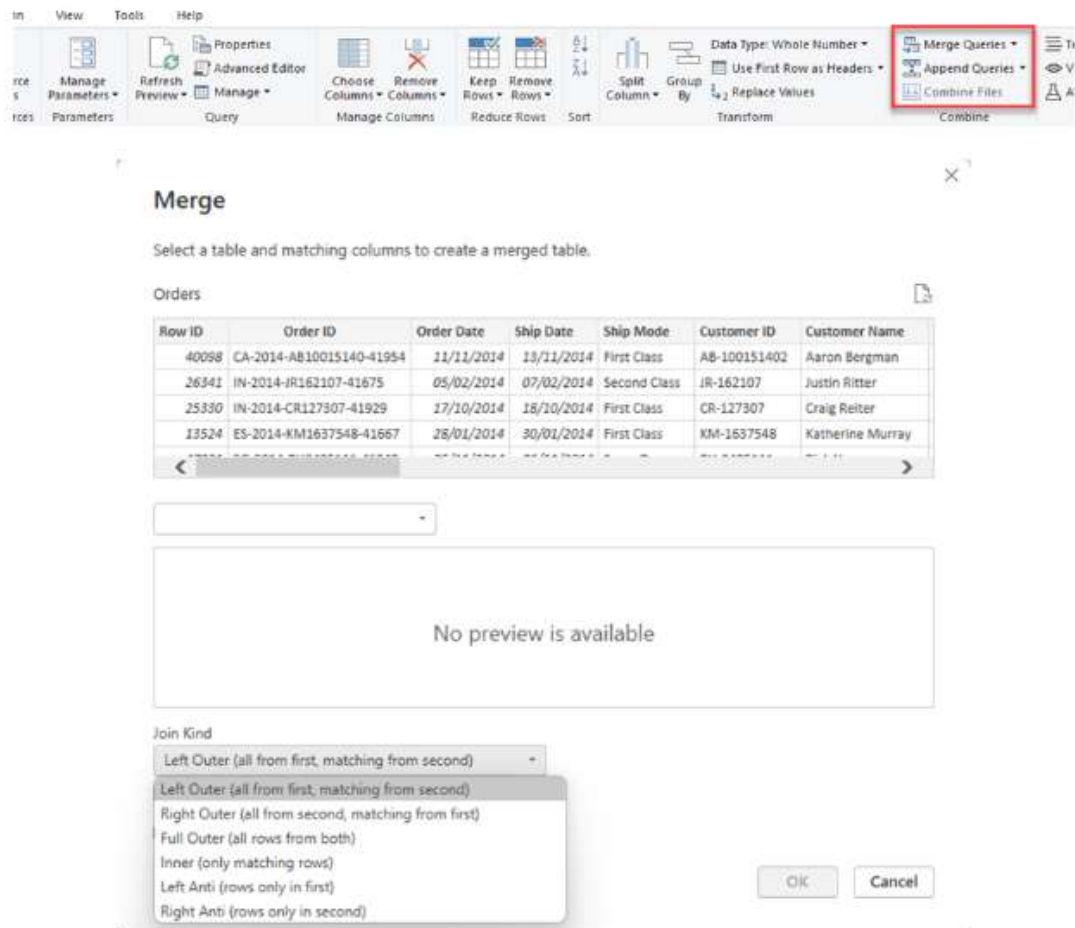 View Tools Help
Properties
Advanced Editor
Manage
Refresh Preview
Manage Parameters
Choose Columns
Remove Columns
Keep Rows
Remove Rows
Split Column
Group By
Data Type: Whole Number
Use First Row as Headers
Replace Values
Merge Queries
Append Queries
Combine Files
Parameters Query Manage Columns Reduce Rows Sort Transform Combine
Merge
Select a table and matching columns to create a merged table.
Orders
Row ID Order ID Order Date Ship Date Ship Mode Customer ID Customer Name
40098 CA-2014-AB10015140-41954 11/11/2014 13/11/2014 First Class AB-100151402 Aaron Bergman
26341 IN-2014-JR162107-41675 05/02/2014 07/02/2014 Second Class JR-162107 Justin Ritter
25330 IN-2014-CR127307-41929 17/10/2014 18/10/2014 First Class CR-127307 Craig Reiter
13524 ES-2014-KM1637548-41667 28/01/2014 30/01/2014 First Class KM-1637548 Katherine Murray
No preview is available
Join Kind
Left Outer (all from first, matching from second)
Left Outer (all from first, matching from second)
Right Outer (all from second, matching from first)
Full Outer (all rows from both)
Inner (only matching rows)
Left Anti (rows only in first)
Right Anti (rows only in second)
OK Cancel